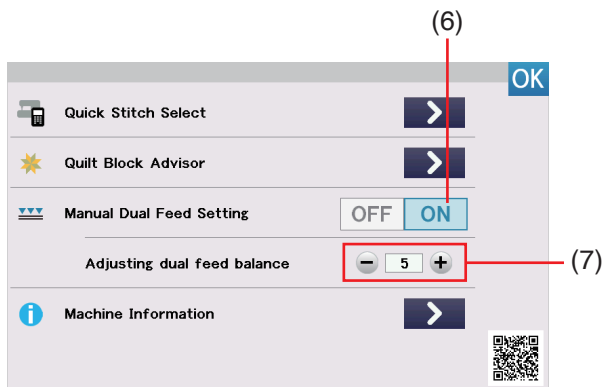 (6)
OK
Quick Stitch Select
Quilt Block Advisor
Manual Dual Feed Setting OFF ON
Adjusting dual feed balance − 5 + (7)
Machine Information